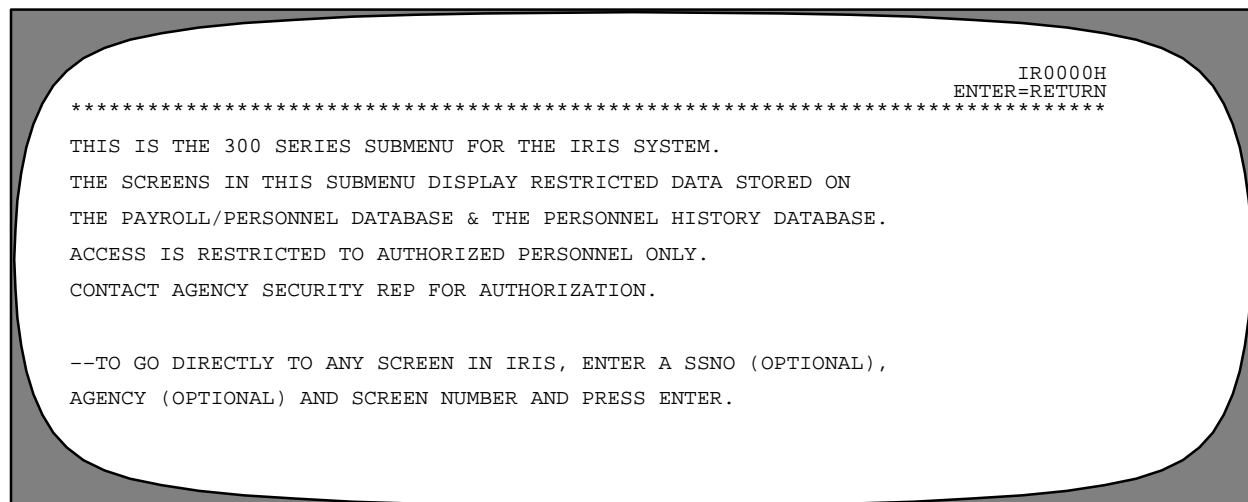 IR0000H
ENTER=RETURN
*********************************************************************************
THIS IS THE 300 SERIES SUBMENU FOR THE IRIS SYSTEM.
THE SCREENS IN THIS SUBMENU DISPLAY RESTRICTED DATA STORED ON
THE PAYROLL/PERSONNEL DATABASE & THE PERSONNEL HISTORY DATABASE.
ACCESS IS RESTRICTED TO AUTHORIZED PERSONNEL ONLY.
CONTACT AGENCY SECURITY REP FOR AUTHORIZATION.
--TO GO DIRECTLY TO ANY SCREEN IN IRIS, ENTER A SSNO (OPTIONAL),
AGENCY (OPTIONAL) AND SCREEN NUMBER AND PRESS ENTER.